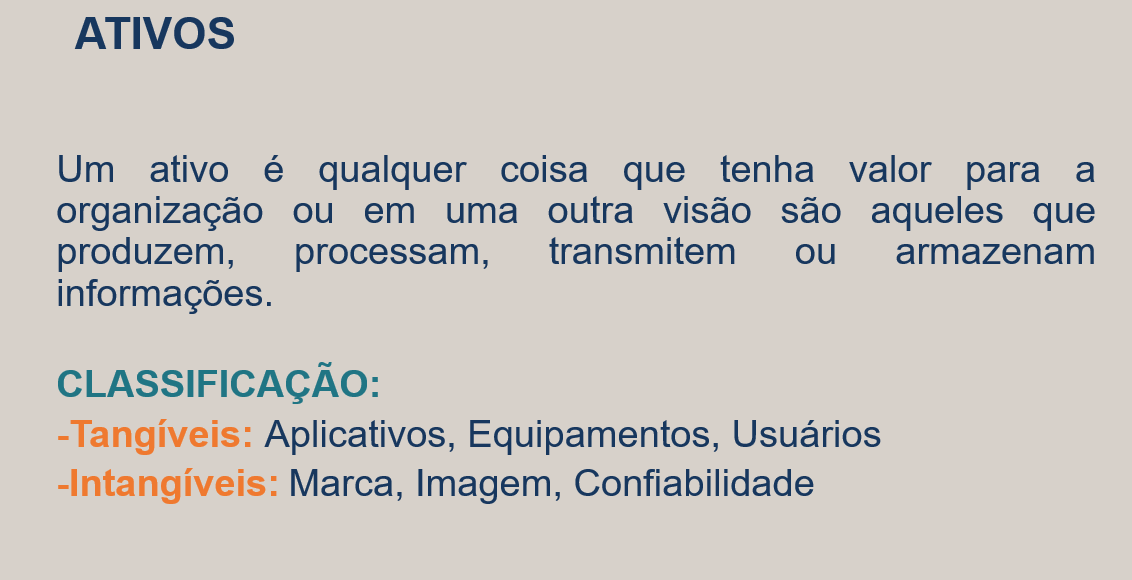 ATIVOS
Um ativo é qualquer coisa que tenha valor para a
organização ou em uma outra visão são aqueles que
produzem, processam, transmitem ou armazenam
informações.
CLASSIFICAÇÃO:
-Tangíveis: Aplicativos, Equipamentos, Usuários
-Intangíveis: Marca, Imagem, Confiabilidade